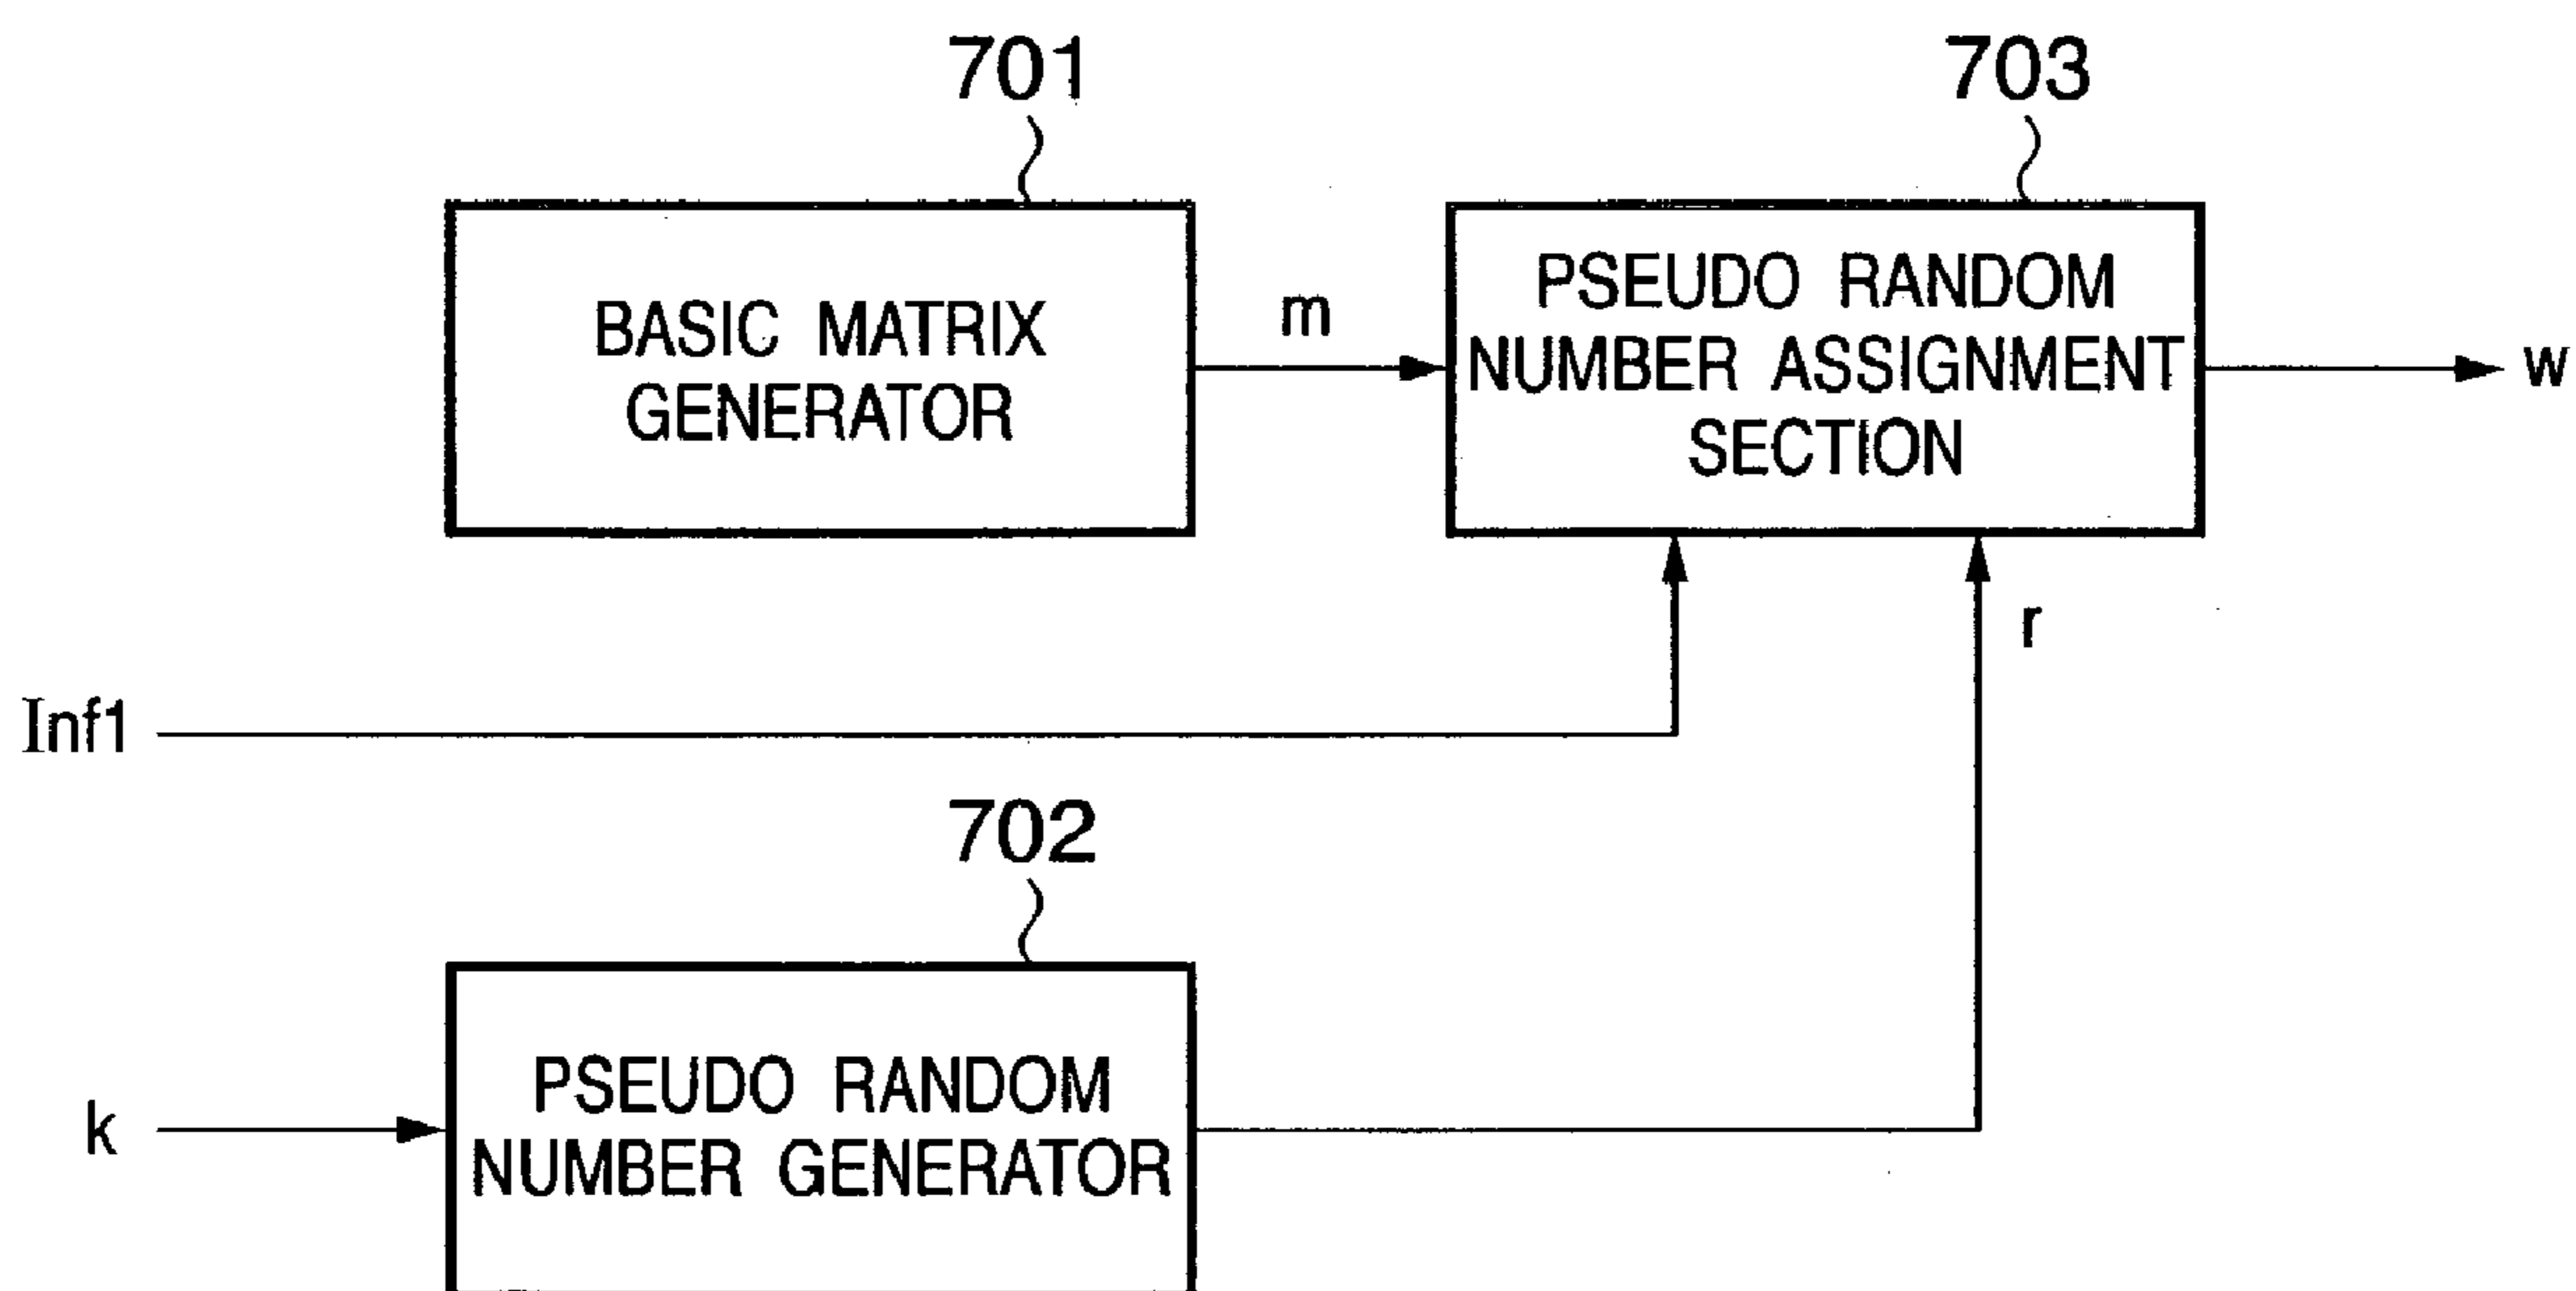 701
703
BASIC MATRIX
GENERATOR
m
PSEUDO RANDOM
NUMBER ASSIGNMENT
SECTION
w
r
Inf1
702
k
PSEUDO RANDOM
NUMBER GENERATOR